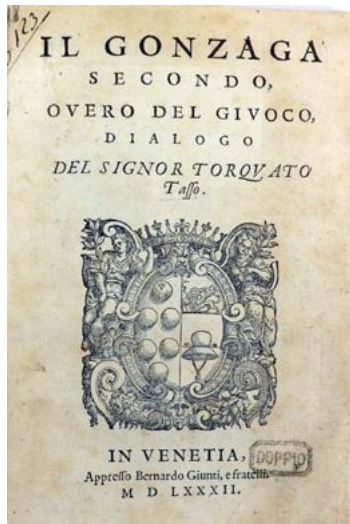 123
IL GONZAGA
SECONDO,
OVERO DEL GIVOCO,
DIALOGO
DEL SIGNOR TORQVATO
Tasso.
IN VENETIA,
DOPPIO
Appresso Bernardo Giunti, e fratelli.
M D LXXXII.